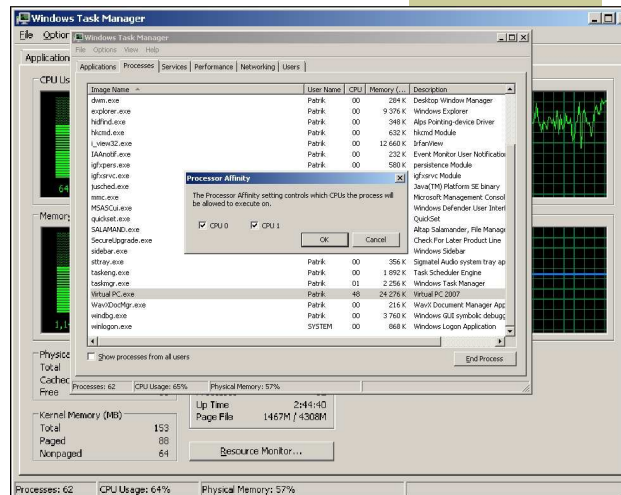 Windows Task Manager
File Option
Windows Task Manager
File Options View Help
Application
Applications Processes Services Performance Networking Users
CPU Us
Image Name User Name CPU Memory (... Description
dwm.exe Patrik 00 284 K Desktop Window Manager
explorer.exe Patrik 00 9 376 K Windows Explorer
hidfind.exe Patrik 00 348 K Alps Pointing-device Driver
hkcmd.exe Patrik 00 632 K hkcmd Module
i_view32.exe Patrik 00 12 660 K IrfanView
IAAnotif.exe Patrik 00 232 K Event Monitor User Notification
igfxpers.exe Patrik 00 580 K persistence Module
igfxsrvc.exe igfxsrvc Module
jusched.exe Java(TM) Platform SE binary
mmc.exe Microsoft Management Consol
MSASCui.exe Windows Defender User Interf
quickset.exe QuickSet
SALAMAND.exe Altap Salamander, File Manage
SecureUpgrade.exe Check For Later Product Line
sidebar.exe Windows Sidebar
sttray.exe Patrik 00 356 K Sigmatel Audio system tray ap
taskeng.exe Patrik 00 1 892 K Task Scheduler Engine
taskmgr.exe Patrik 01 2 256 K Windows Task Manager
Virtual PC.exe Patrik 48 24 276 K Virtual PC 2007
WavXDocMgr.exe Patrik 00 216 K WavX Document Manager App
windbg.exe Patrik 00 3 760 K Windows GUI symbolic debugg
winlogon.exe SYSTEM 00 868 K Windows Logon Application
Processor Affinity
The Processor Affinity setting controls which CPUs the process will
be allowed to execute on.
CPU 0 CPU 1
OK Cancel
64
Memory
1,1
Show processes from all users
End Process
Processes: 62 CPU Usage: 65% Physical Memory: 57%
Physica
Total
Cached
Free
Up Time 2:44:40
Page File 1467M / 4308M
Kernel Memory (MB)
Total 153
Paged 88
Nonpaged 64
Resource Monitor...
Processes: 62 CPU Usage: 64% Physical Memory: 57%